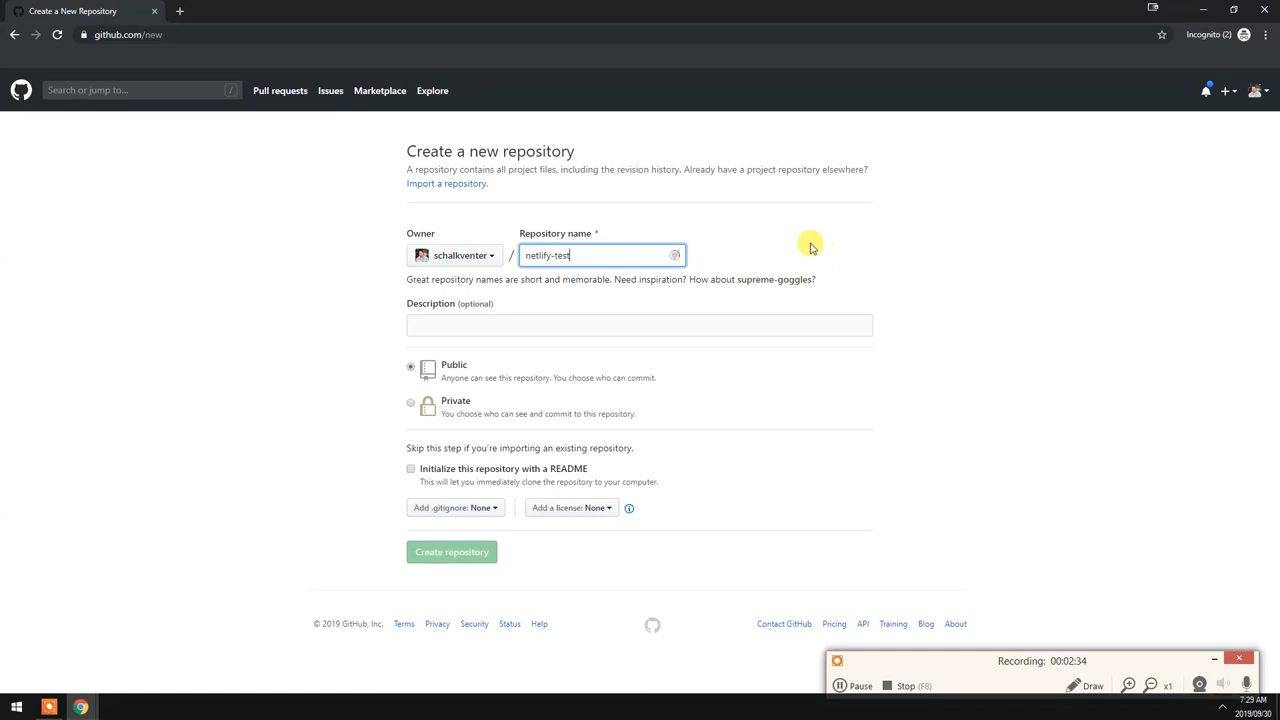 Create a New Repository
github.com/new
Incognito (2)
Search or jump to...
/
Pull requests
Issues
Marketplace
Explore
Create a new repository
A repository contains all project files, including the revision history. Already have a project repository elsewhere?
Import a repository.
Owner
Repository name *
schalkventer
/
netlify-test
Great repository names are short and memorable. Need inspiration? How about supreme-goggles?
Description (optional)
Public
Anyone can see this repository. You choose who can commit.
Private
You choose who can see and commit to this repository.
Skip this step if you're importing an existing repository.
Initialize this repository with a README
This will let you immediately clone the repository to your computer.
Add .gitignore: None
Add a license: None
Create repository
© 2019 GitHub, Inc.
Terms
Privacy
Security
Status
Help
Contact GitHub
Pricing
API
Training
Blog
About
Recording: 00:02:34
Pause
Stop (F8)
Draw
x1
7:29 AM
2019/09/30